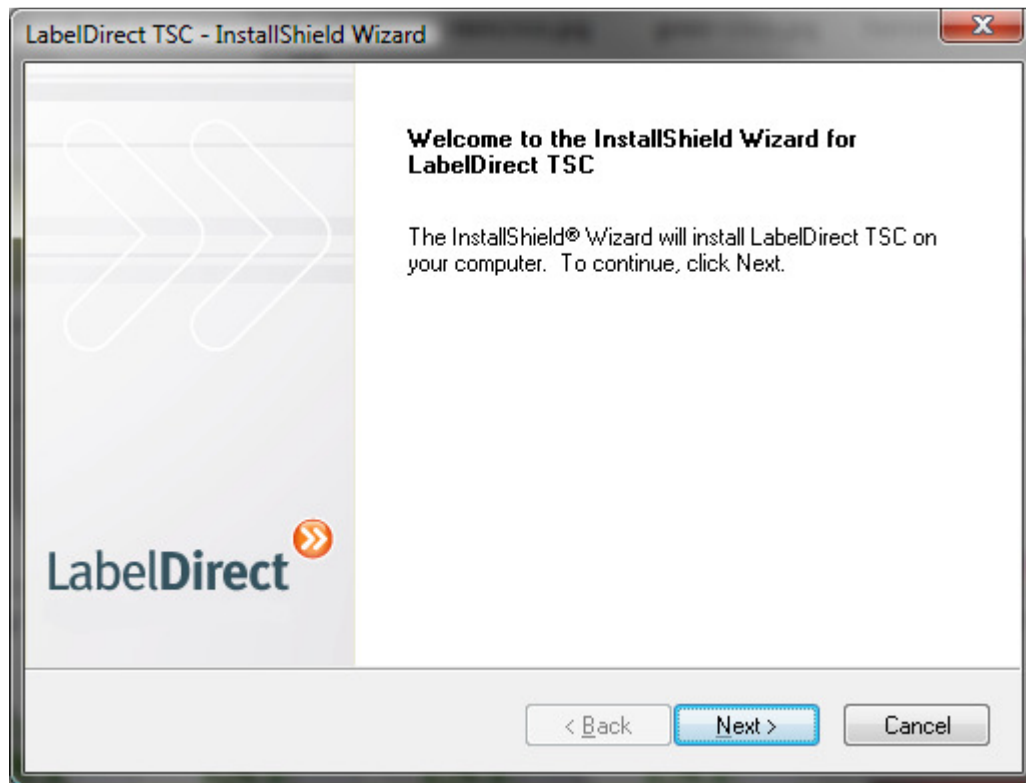 LabelDirect TSC - InstallShield Wizard
Welcome to the InstallShield Wizard for
LabelDirect TSC
The InstallShield® Wizard will install LabelDirect TSC on
your computer.  To continue, click Next.
LabelDirect
< Back
Next >
Cancel